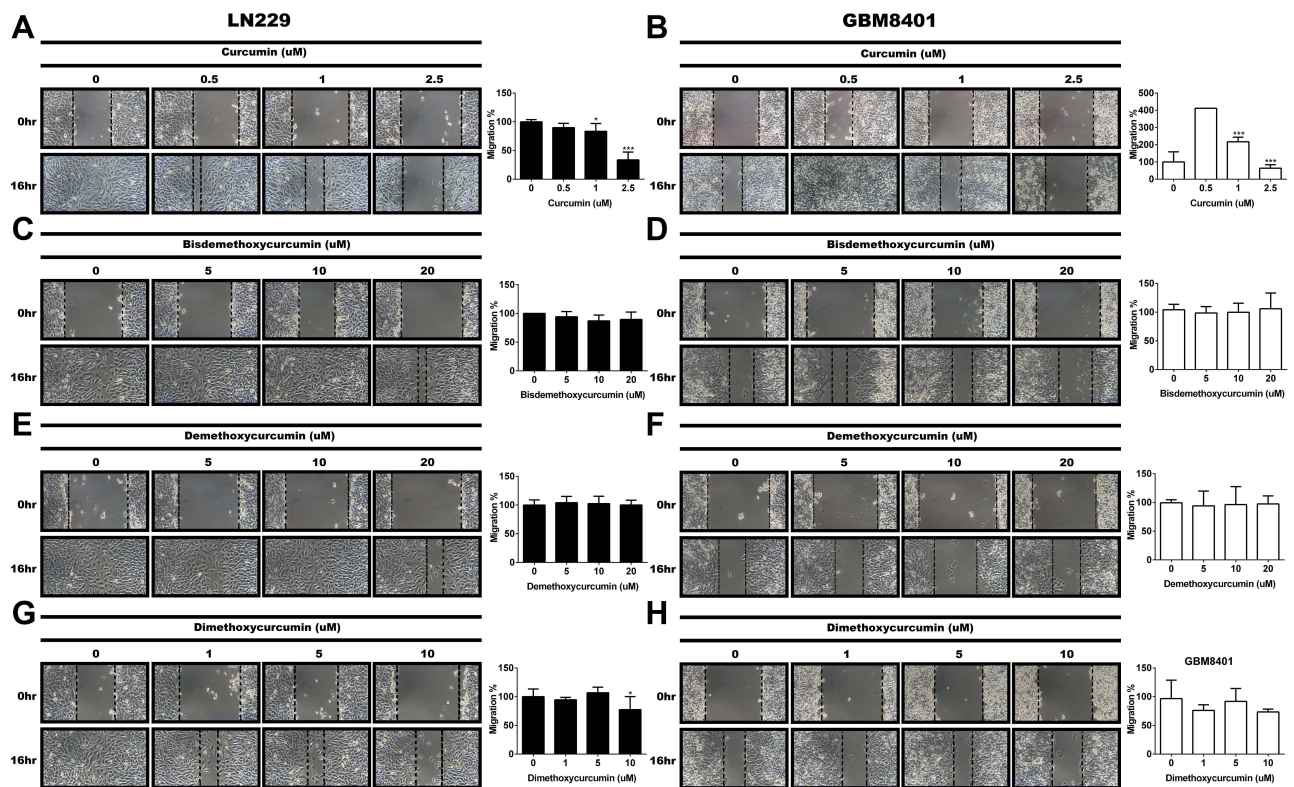 LN229
GBM8401
A
Curcumin (uM)
0 0.5 1 2.5
0hr
16hr
Migration %
150
100
50
0
* ***
0 0.5 1 2.5
Curcumin (uM)
B
Curcumin (uM)
0 0.5 1 2.5
0hr
16hr
Migration %
500
400
300
200
100
0
*** ***
0 0.5 1 2.5
Curcumin (uM)
C
Bisdemethoxycurcumin (uM)
0 5 10 20
0hr
16hr
Migration %
150
100
50
0
0 5 10 20
Bisdemethoxycurcumin (uM)
D
Bisdemethoxycurcumin (uM)
0 5 10 20
0hr
16hr
Migration %
150
100
50
0
0 5 10 20
Bisdemethoxycurcumin (uM)
E
Demethoxycurcumin (uM)
0 5 10 20
0hr
16hr
Migration %
150
100
50
0
0 5 10 20
Demethoxycurcumin (uM)
F
Demethoxycurcumin (uM)
0 5 10 20
0hr
16hr
Migration %
150
100
50
0
0 5 10 20
Demethoxycurcumin (uM)
G
Dimethoxycurcumin (uM)
0 1 5 10
0hr
16hr
Migration %
150
100
50
0
*
0 1 5 10
Dimethoxycurcumin (uM)
H
Dimethoxycurcumin (uM)
0 1 5 10
0hr
16hr
GBM8401
Migration %
150
100
50
0
0 1 5 10
Dimethoxycurcumin (uM)